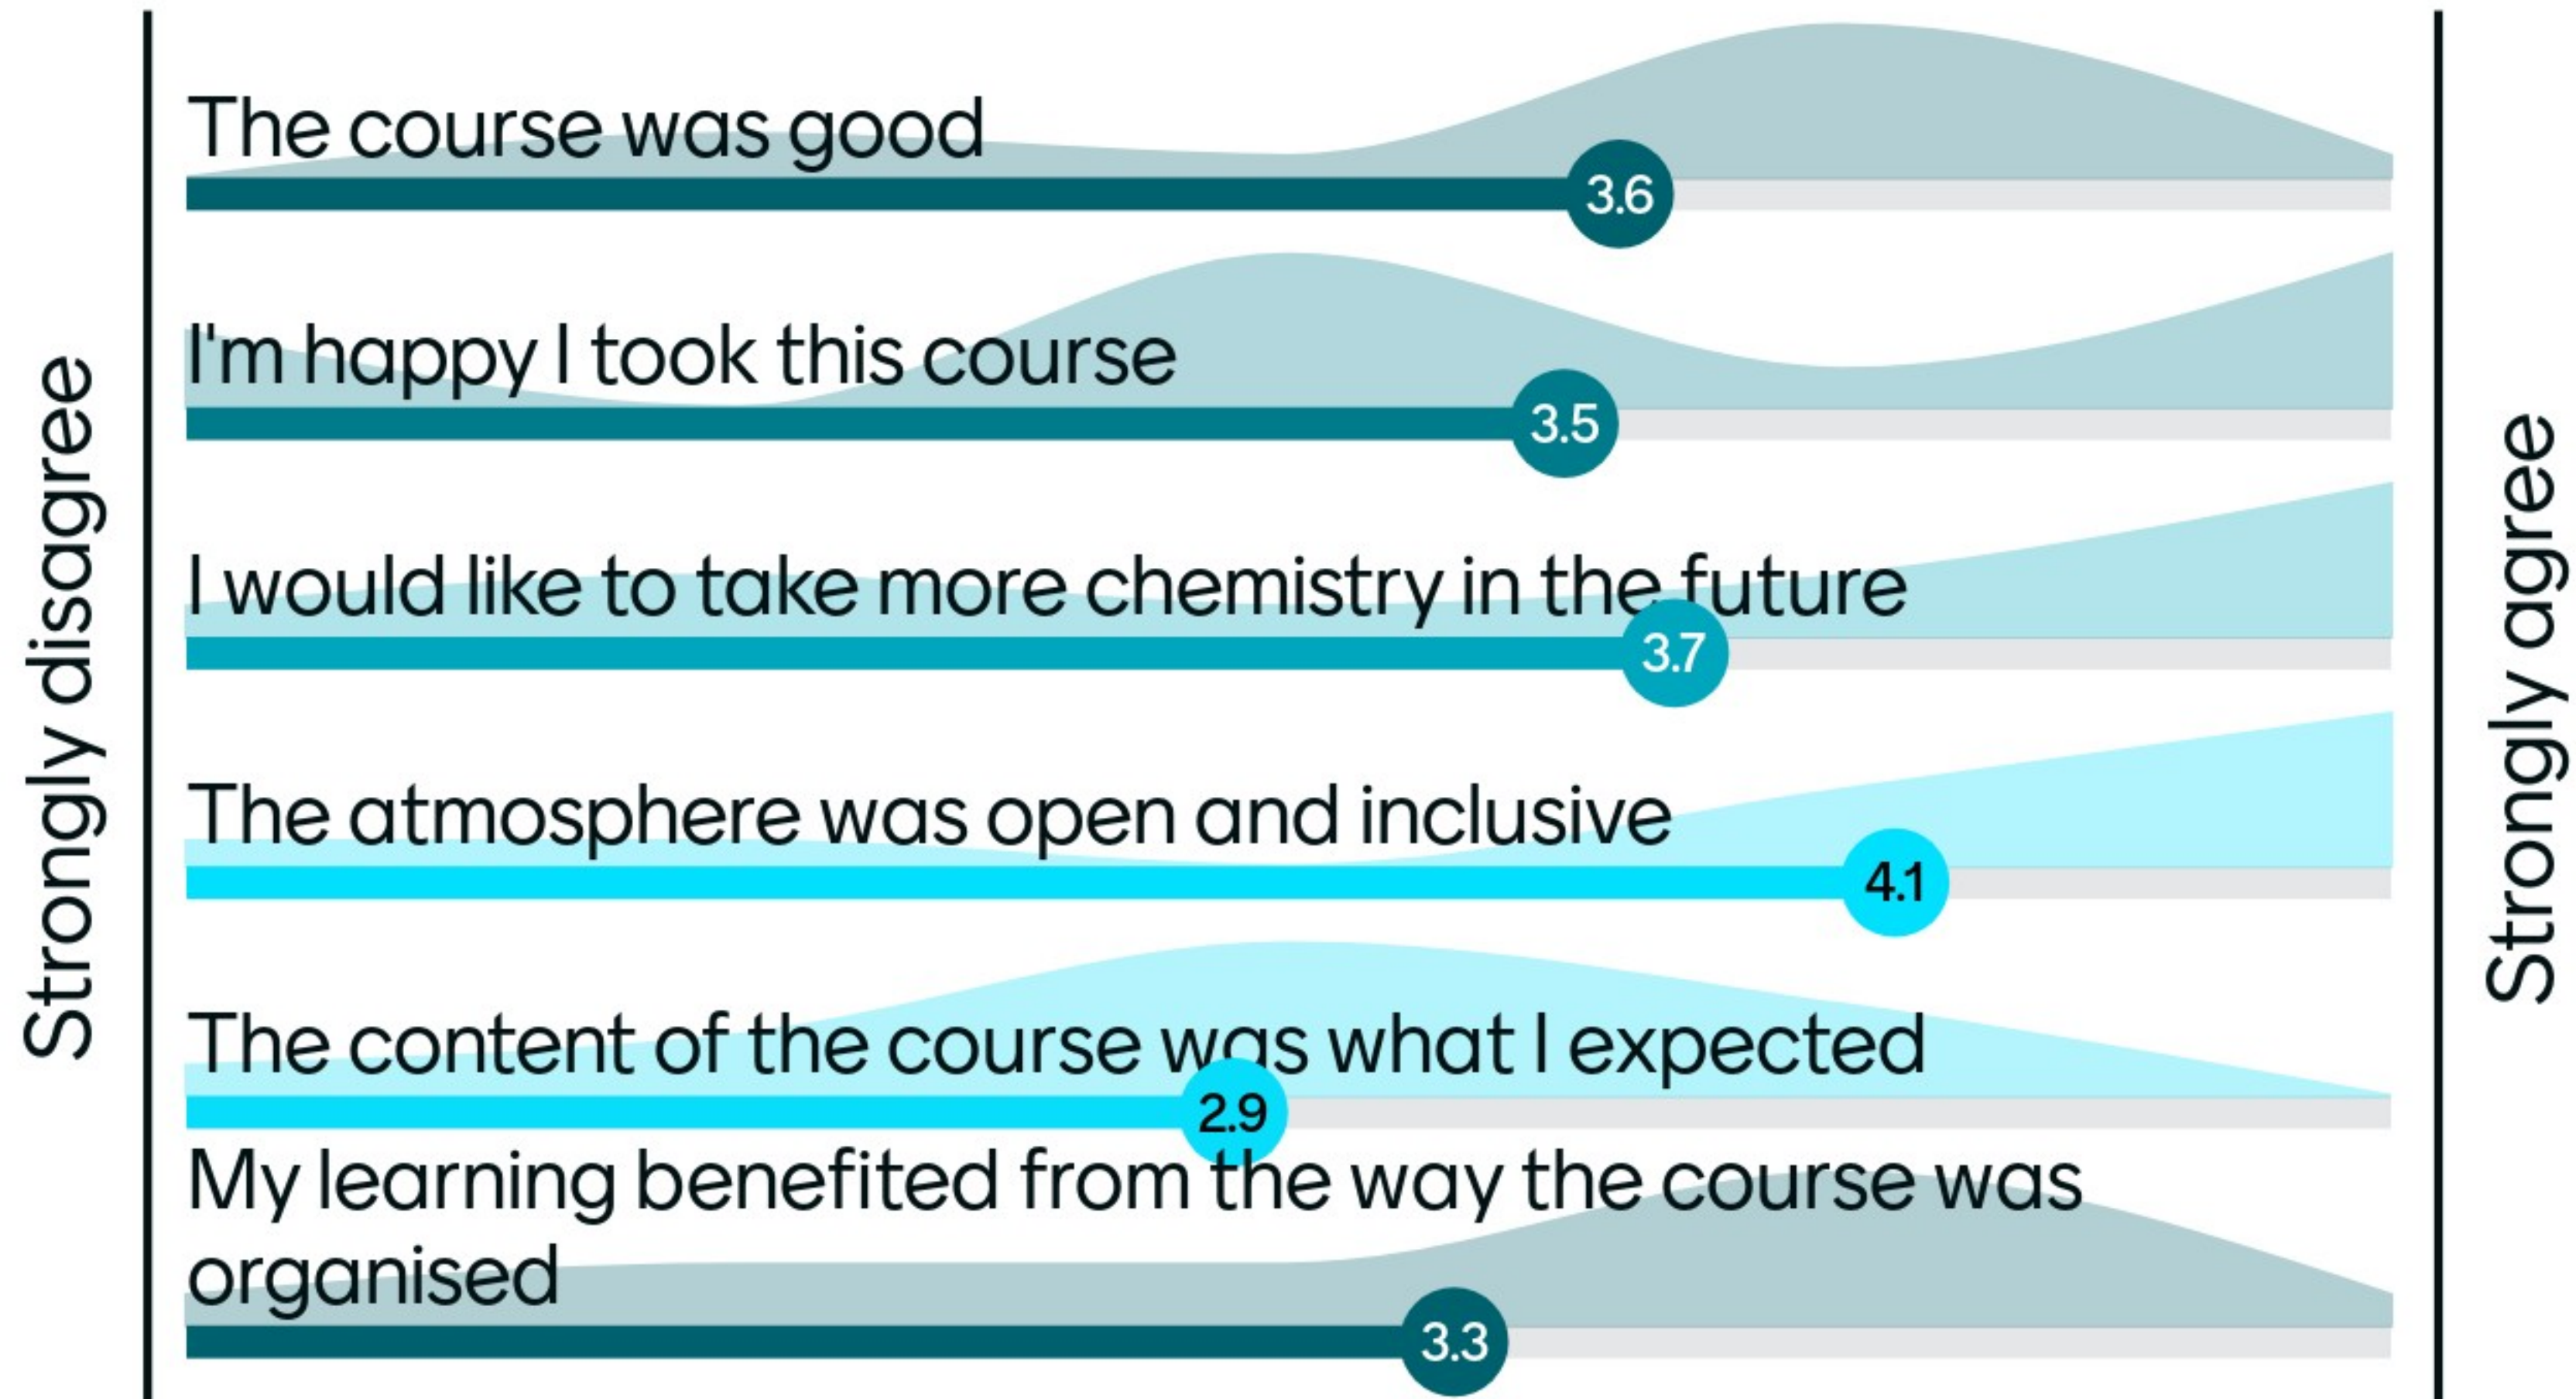 The course was good
3.6
I'm happy I took this course
3.5
I would like to take more chemistry in the future
3.7
The atmosphere was open and inclusive
4.1
The content of the course was what I expected
2.9
My learning benefited from the way the course was
organised
3.3
Strongly disagree
Strongly agree